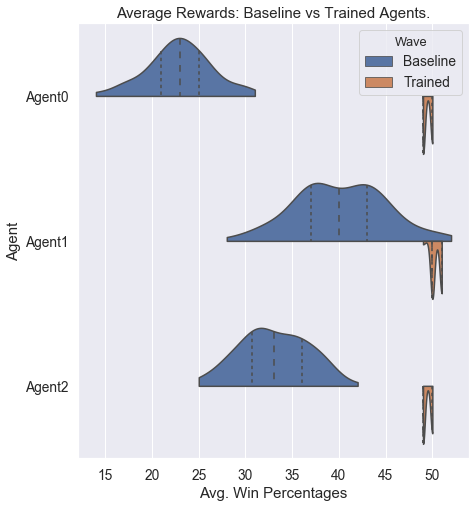 Average Rewards: Baseline vs Trained Agents.
Wave
Baseline
Trained
Agent0
Agent1
Agent2
Agent
15 20 25 30 35 40 45 50
Avg. Win Percentages